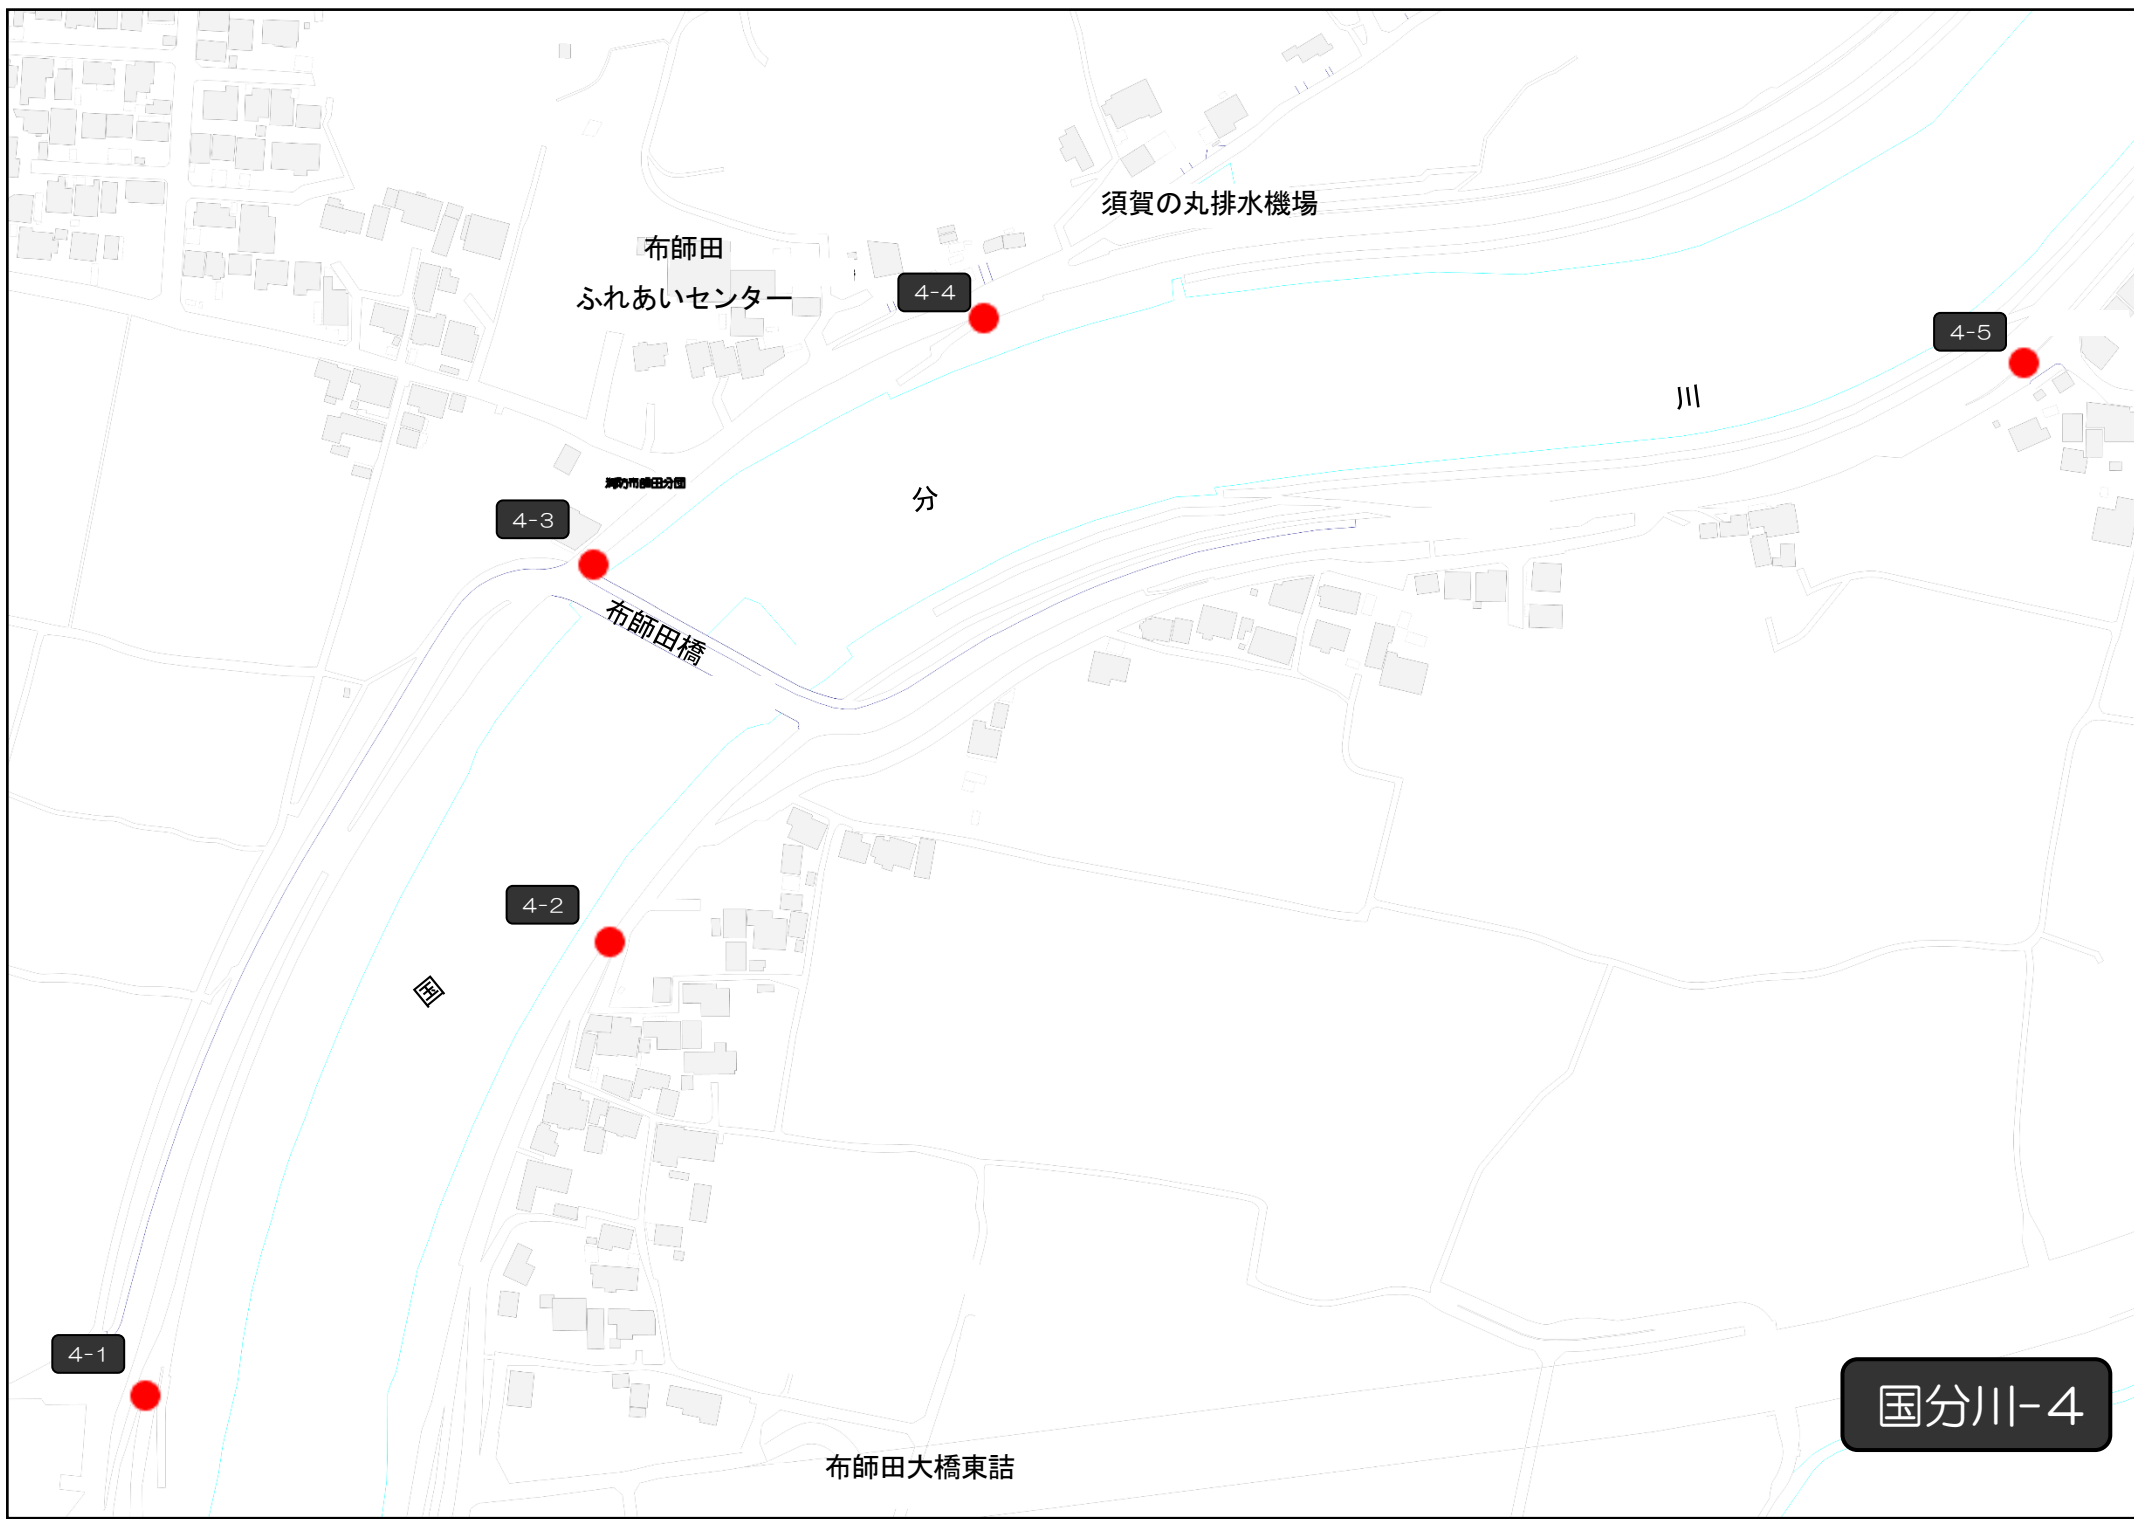 須賀の丸排水機場
布師田
ふれあいセンター
4-4
4-5
川
分
4-3
布師田橋
4-2
国
4-1
国分川-4
布師田大橋東詰